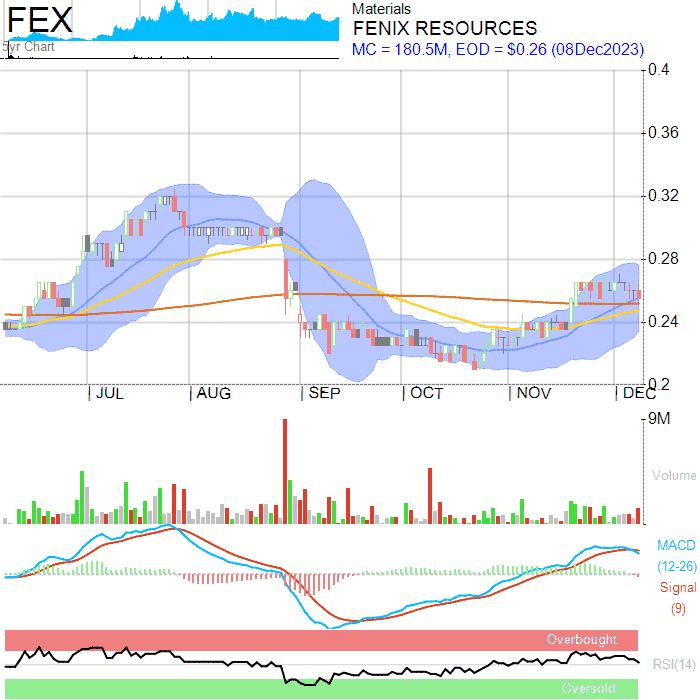 FEX
5yr Chart
Materials
FENIX RESOURCES
MC = 180.5M, EOD = $0.26 (08Dec2023)
0.4
0.36
0.32
0.28
0.24
0.2
JUL AUG SEP OCT NOV DEC
9M
Volume
MACD
(12-26)
Signal
(9)
Overbought
RSI(14)
Oversold